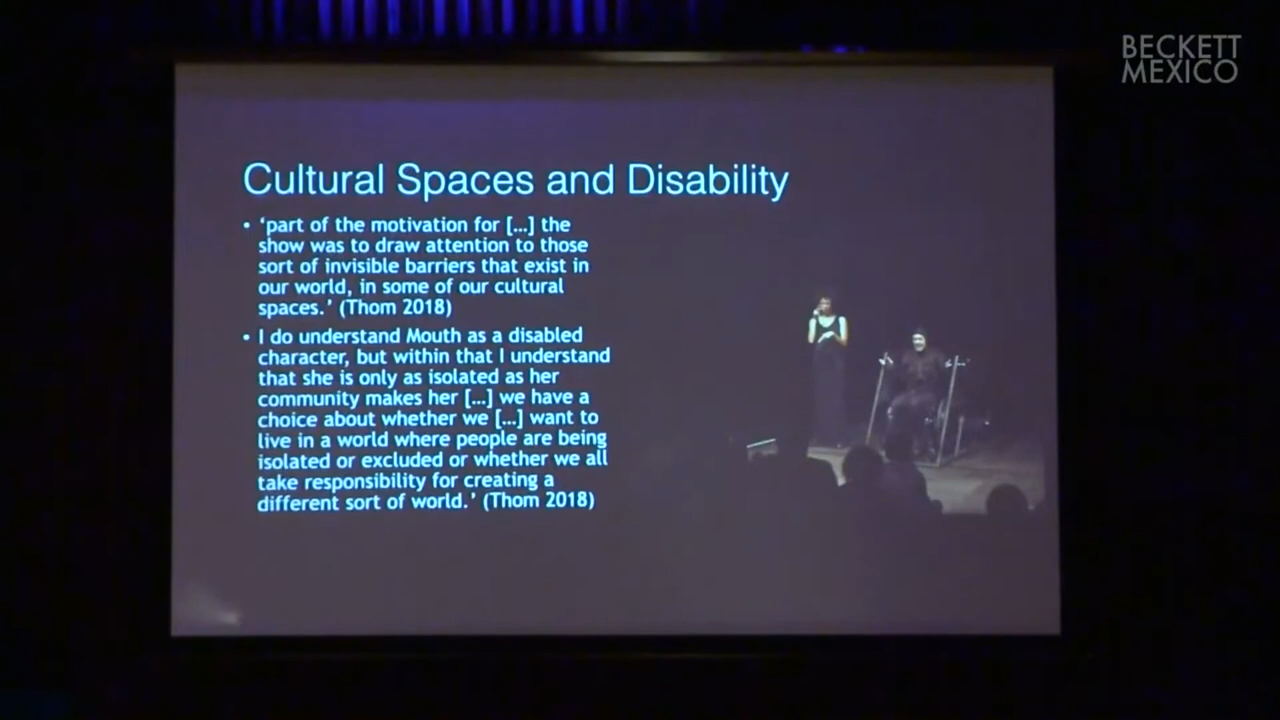 BECKETT
MEXICO
Cultural Spaces and Disability
• ‘part of the motivation for [...] the
show was to draw attention to those
sort of invisible barriers that exist in
our world, in some of our cultural
spaces.’ (Thom 2018)
• I do understand Mouth as a disabled
character, but within that I understand
that she is only as isolated as her
community makes her [...] we have a
choice about whether we [...] want to
live in a world where people are being
isolated or excluded or whether we all
take responsibility for creating a
different sort of world.’ (Thom 2018)